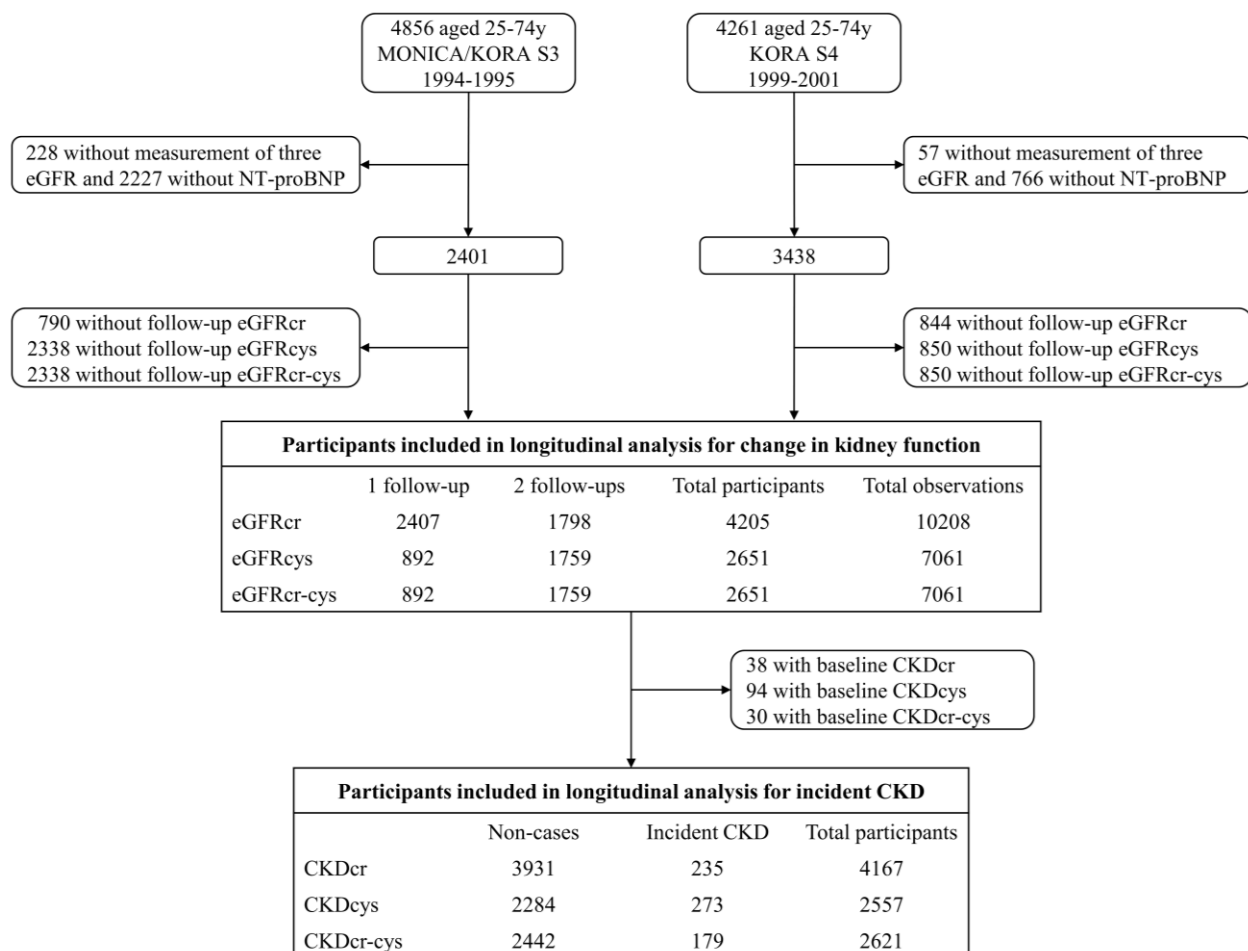 4856 aged 25-74y
MONICA/KORA S3
1994-1995
4261 aged 25-74y
KORA S4
1999-2001
228 without measurement of three
eGFR and 2227 without NT-proBNP
57 without measurement of three
eGFR and 766 without NT-proBNP
2401
3438
790 without follow-up eGFRcr
2338 without follow-up eGFRcys
2338 without follow-up eGFRcr-cys
844 without follow-up eGFRcr
850 without follow-up eGFRcys
850 without follow-up eGFRcr-cys
Participants included in longitudinal analysis for change in kidney function
1 follow-up 2 follow-ups Total participants Total observations
eGFRcr 2407 1798 4205 10208
eGFRcys 892 1759 2651 7061
eGFRcr-cys 892 1759 2651 7061
38 with baseline CKDcr
94 with baseline CKDcys
30 with baseline CKDcr-cys
Participants included in longitudinal analysis for incident CKD
Non-cases Incident CKD Total participants
CKDcr 3931 235 4167
CKDcys 2284 273 2557
CKDcr-cys 2442 179 2621